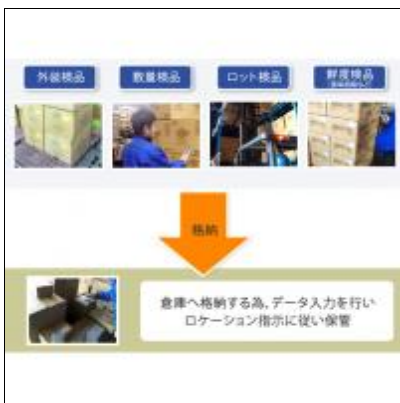 外装検品
数量検品
ロット検品
鮮度検品
格納
倉庫へ格納する為、データ入力を行い
ロケーション指示に従い保管